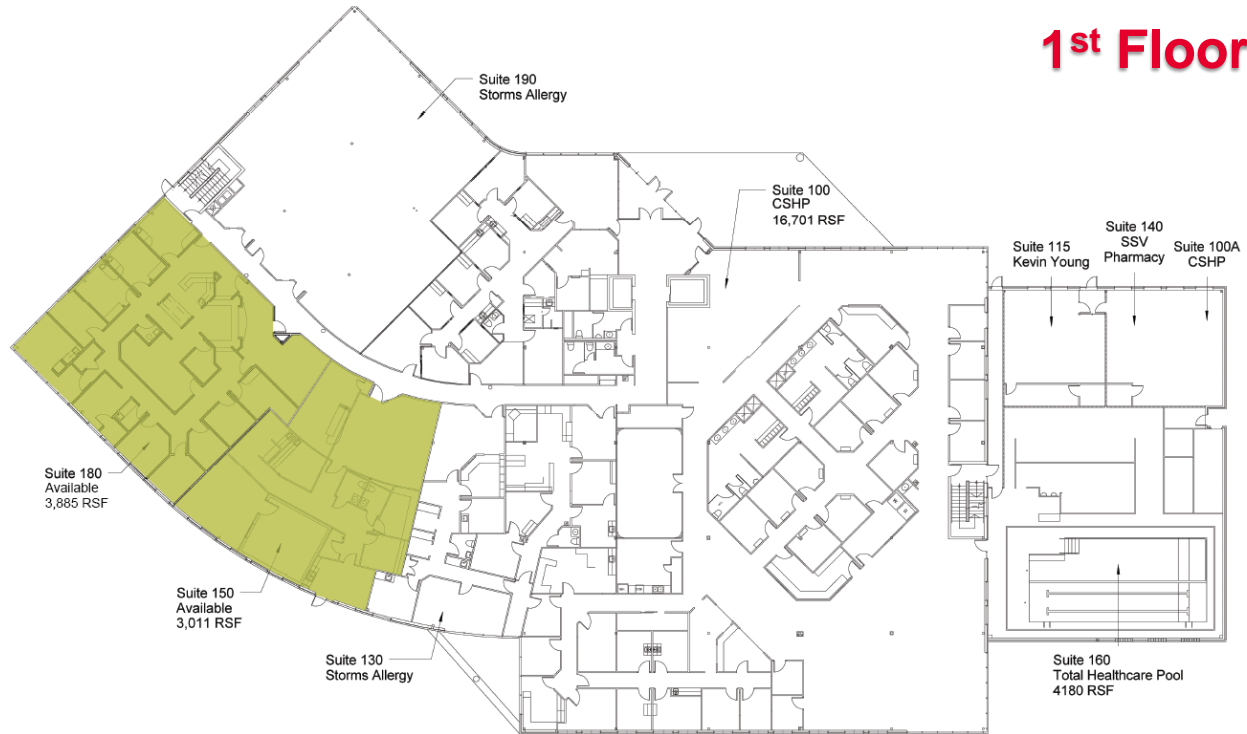 1st Floor
Suite 190
Storms Allergy
Suite 100
CSHP
16,701 RSF
Suite 115
Kevin Young
Suite 140
SSV
Pharmacy
Suite 100A
CSHP
Suite 180
Available
3,885 RSF
Suite 150
Available
3,011 RSF
Suite 130
Storms Allergy
Suite 160
Total Healthcare Pool
4180 RSF